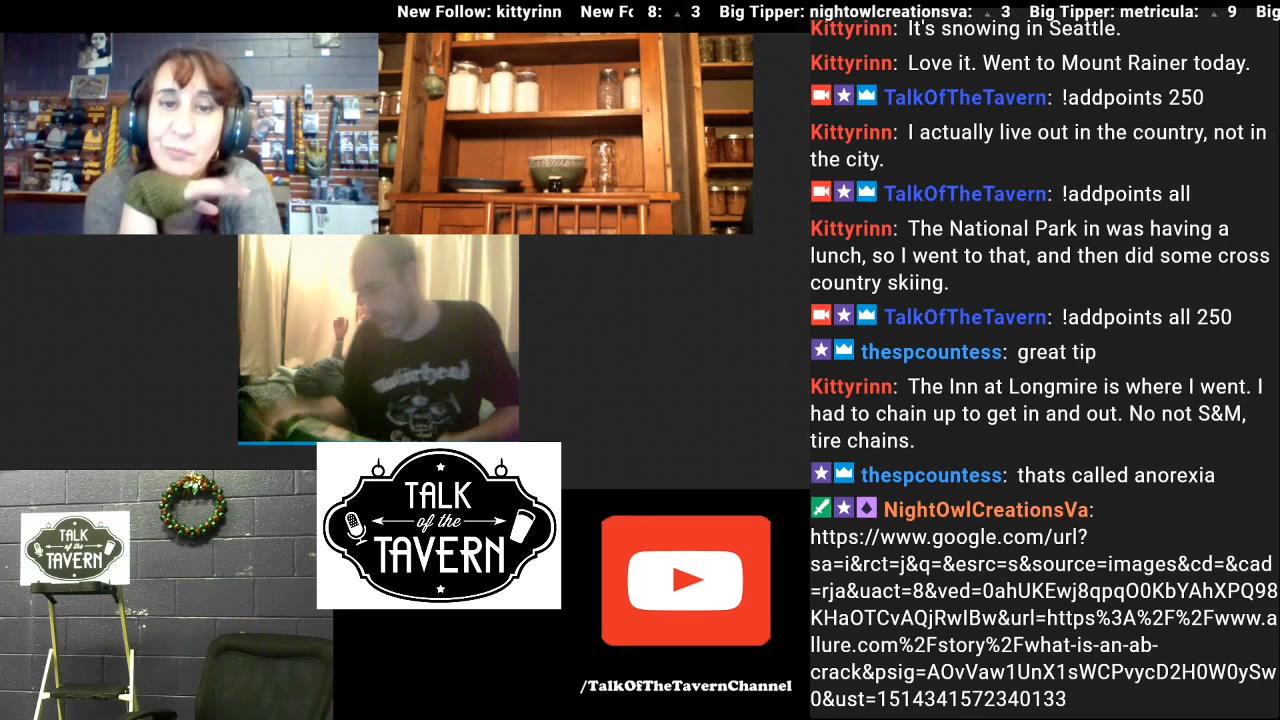 New Follow: kittyrinn New Fc 8: 3 Big Tipper: nightowlcreationsva: 3 Big Tipper: metricula: 9 Big
Kittyrinn: It's snowing in Seattle.
Kittyrinn: Love it. Went to Mount Rainer today.
TalkOfTheTavern: !addpoints 250
Kittyrinn: I actually live out in the country, not in
the city.
TalkOfTheTavern: !addpoints all
Kittyrinn: The National Park in was having a
lunch, so I went to that, and then did some cross
country skiing.
TalkOfTheTavern: !addpoints all 250
thespcountess: great tip
Kittyrinn: The Inn at Longmire is where I went. I
had to chain up to get in and out. No not S&M,
tire chains.
thespcountess: thats called anorexia
NightOwlCreationsVa:
https://www.google.com/url?
sa=i&rct=j&q=&esrc=s&source=images&cd=&cad
=rja&uact=8&ved=0ahUKEwj8qpqO0KbYAhXPQ98
KHaOTCvAQjRwIBw&url=https%3A%2F%2Fwww.a
llure.com%2Fstory%2Fwhat-is-an-ab-
crack&psig=AOvVaw1UnX1sWCPvycD2H0W0ySw
0&ust=1514341572340133
motörhead
TALK
of the
TAVERN
TALK
of the
TAVERN
/TalkOfTheTavernChannel